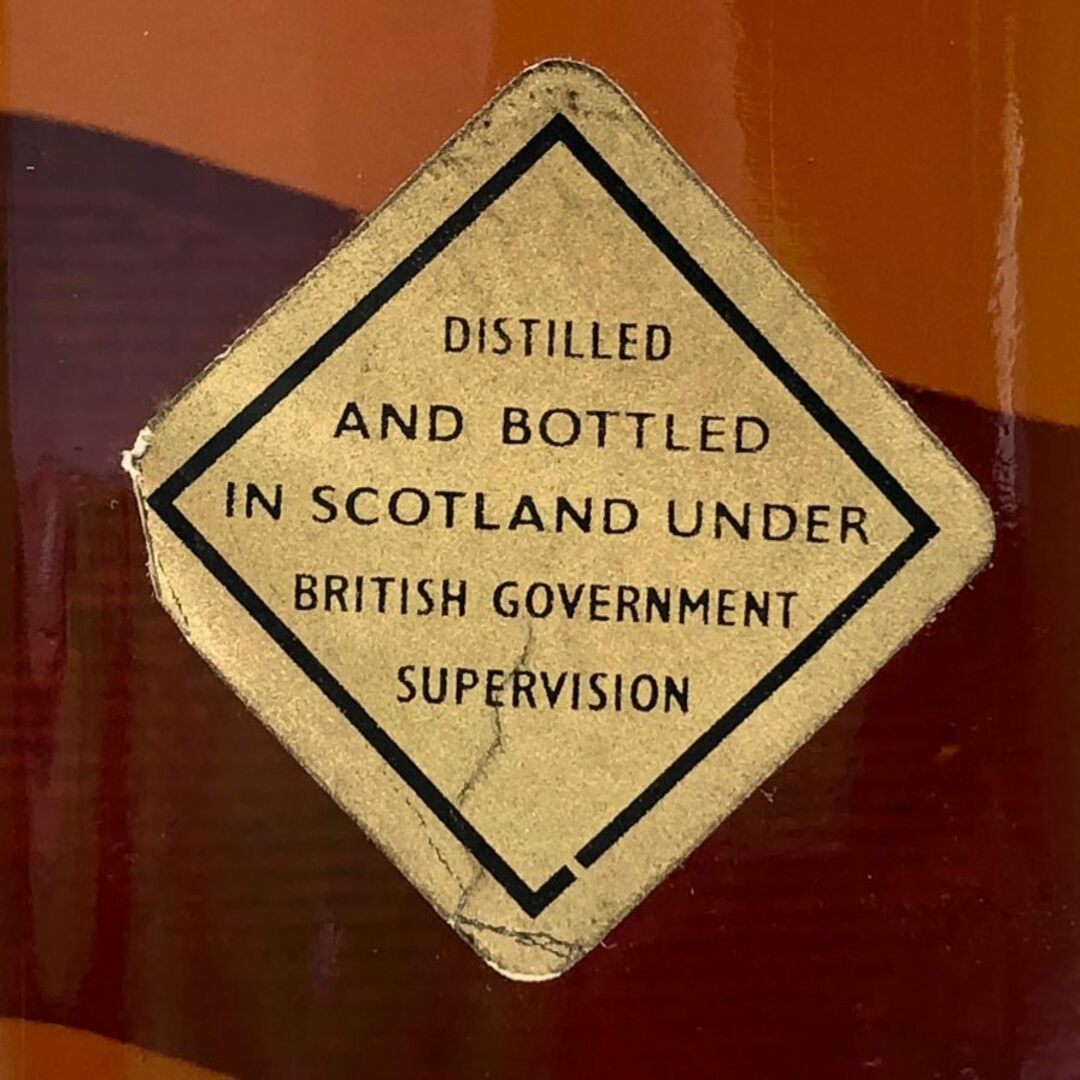 DISTILLED
AND BOTTLED
IN SCOTLAND UNDER
BRITISH GOVERNMENT
SUPERVISION